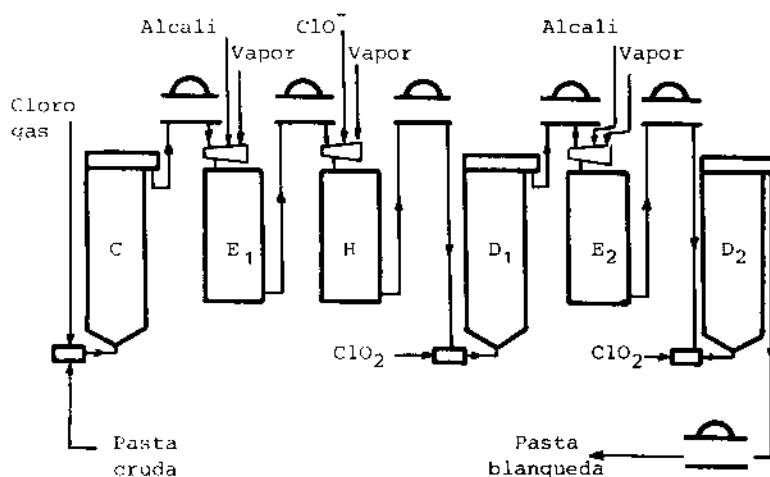 Alcali
ClO⁻
Vapor
Vapor
Alcali
Vapor
Cloro
gas
C
E₁
H
D₁
E₂
D₂
ClO₂
ClO₂
Pasta
cruda
Pasta
blanqueda